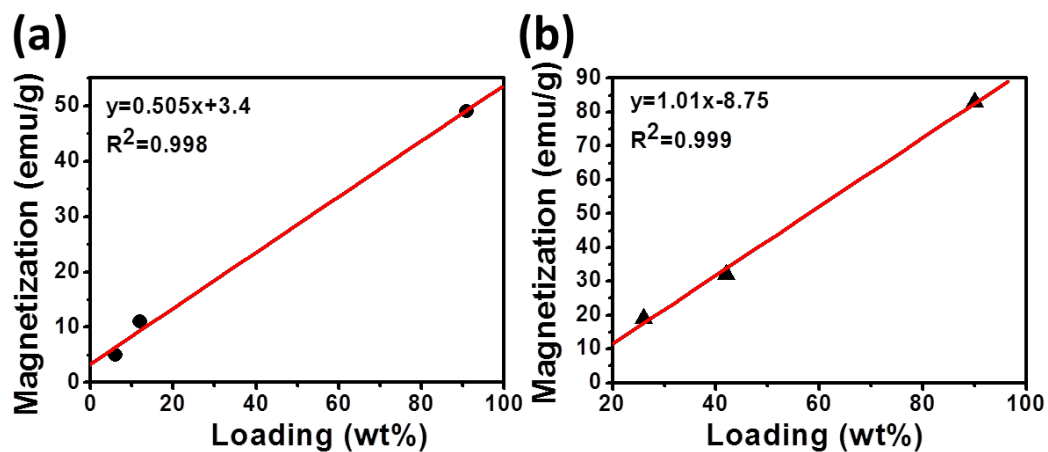 (a)
y=0.505x+3.4
R²=0.998
Magnetization (emu/g)
50
40
30
20
10
0
0 20 40 60 80 100
Loading (wt%)
(b)
y=1.01x-8.75
R²=0.999
Magnetization (emu/g)
90
80
70
60
50
40
30
20
10
0
20 40 60 80 100
Loading (wt%)